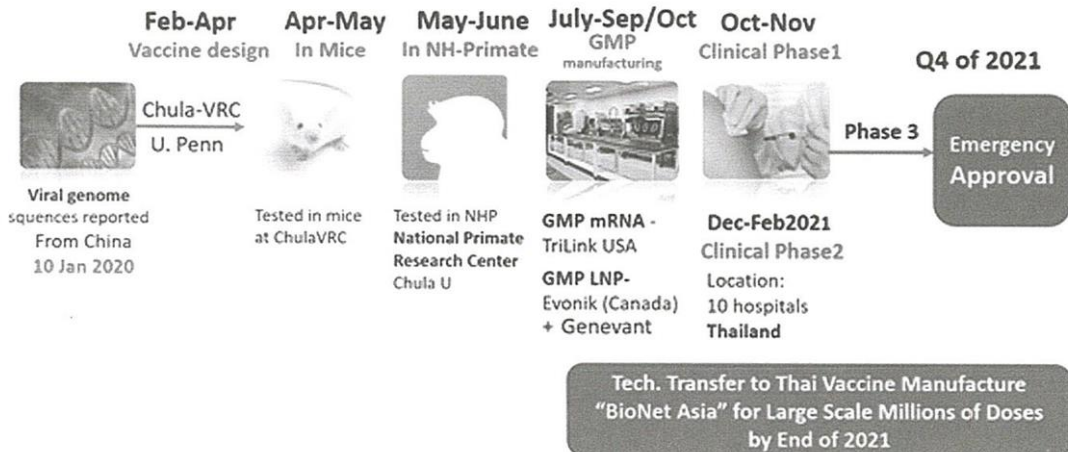 Feb-Apr
Vaccine design
Apr-May
In Mice
May-June
In NH-Primate
July-Sep/Oct
GMP
manufacturing
Oct-Nov
Clinical Phase1
Q4 of 2021
Chula-VRC
U. Penn
Phase 3
Emergency
Approval
Viral genome
squences reported
From China
10 Jan 2020
Tested in mice
at ChulaVRC
Tested in NHP
National Primate
Research Center
Chula U
GMP mRNA -
TriLink USA
GMP LNP-
Evonik (Canada)
+ Genevant
Dec-Feb2021
Clinical Phase2
Location:
10 hospitals
Thailand
Tech. Transfer to Thai Vaccine Manufacture
“BioNet Asia” for Large Scale Millions of Doses
by End of 2021